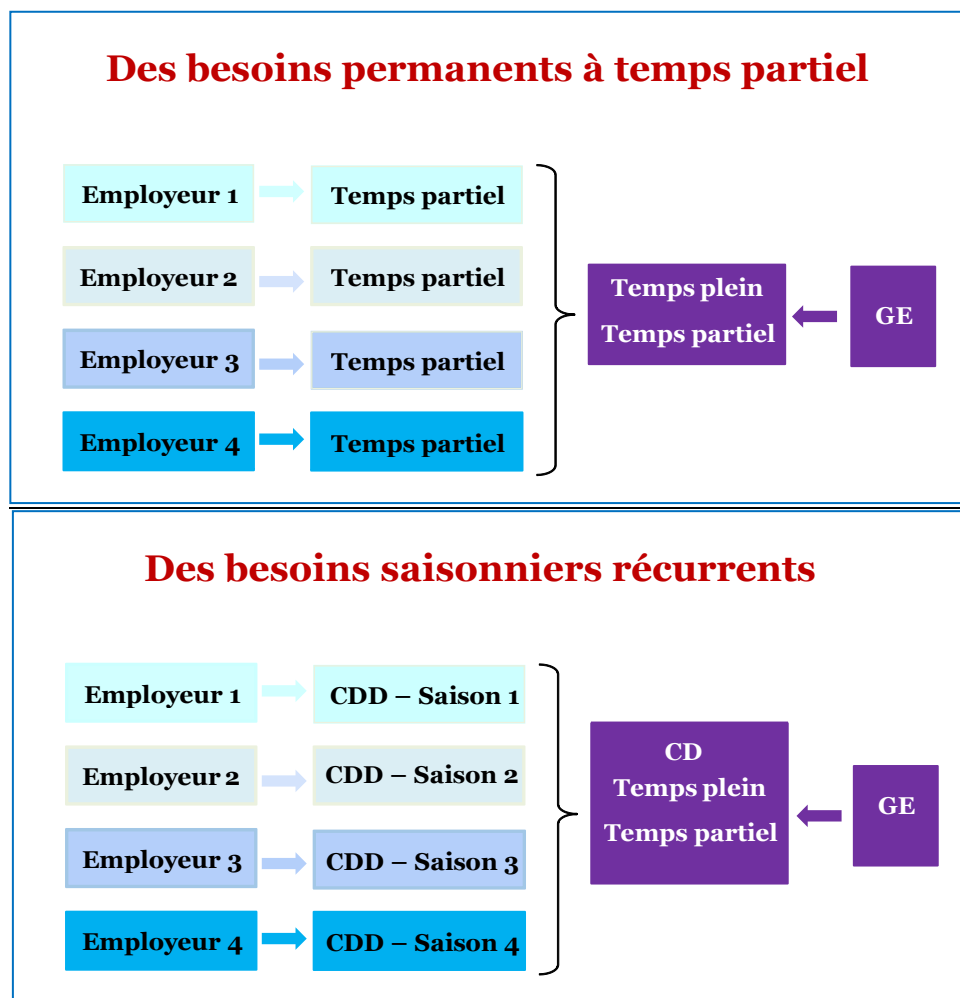 Des besoins permanents à temps partiel
Employeur 1
Temps partiel
Employeur 2
Temps partiel
Employeur 3
Temps partiel
Employeur 4
Temps partiel
Temps plein
Temps partiel
GE
Des besoins saisonniers récurrents
Employeur 1
CDD – Saison 1
Employeur 2
CDD – Saison 2
Employeur 3
CDD – Saison 3
Employeur 4
CDD – Saison 4
CD
Temps plein
Temps partiel
GE